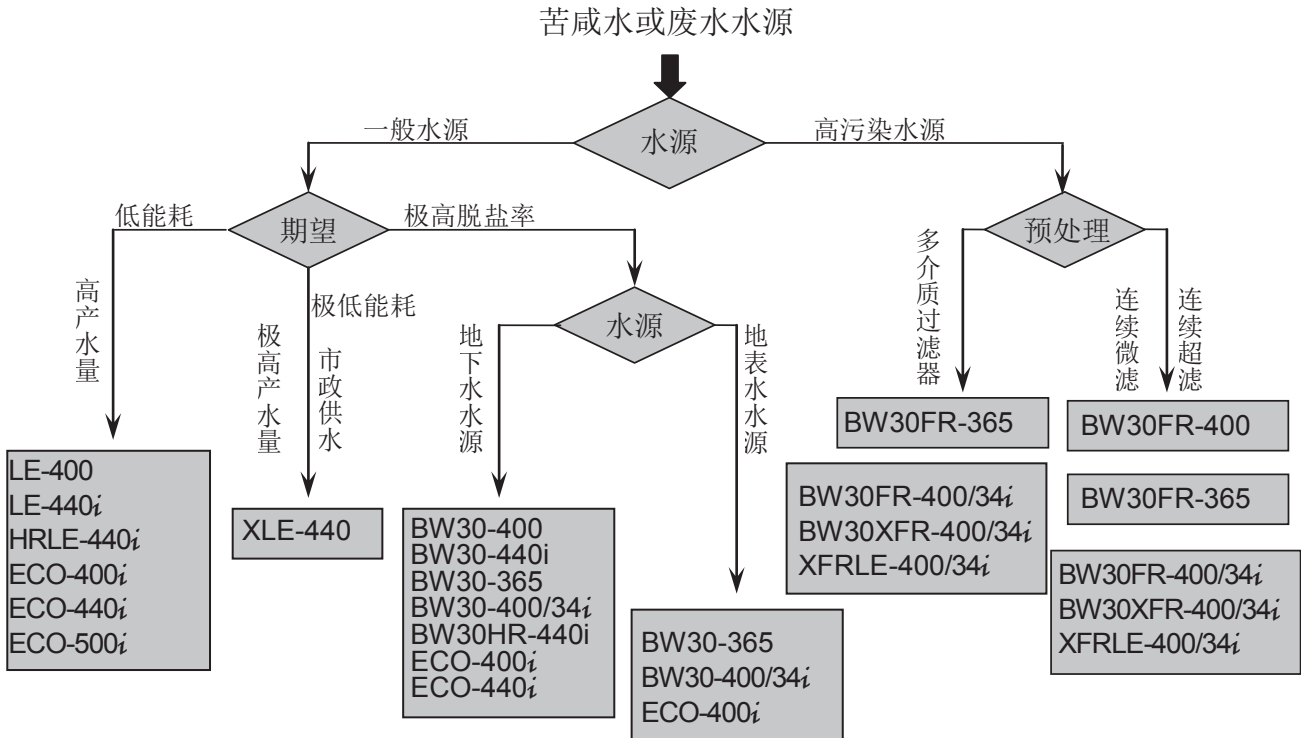 苦咸水或废水水源
水源
一般水源
高污染水源
期望
低能耗
极高脱盐率
预处理
高产水量
极低能耗
极高产水量
市政供水
水源
地下水水源
地表水水源
多介质过滤器
连续微滤
连续超滤
LE-400
LE-440i
HRLE-440i
ECO-400i
ECO-440i
ECO-500i
XLE-440
BW30-400
BW30-440i
BW30-365
BW30-400/34i
BW30HR-440i
ECO-400i
ECO-440i
BW30-365
BW30-400/34i
ECO-400i
BW30FR-365
BW30FR-400/34i
BW30XFR-400/34i
XFRLE-400/34i
BW30FR-400
BW30FR-365
BW30FR-400/34i
BW30XFR-400/34i
XFRLE-400/34i